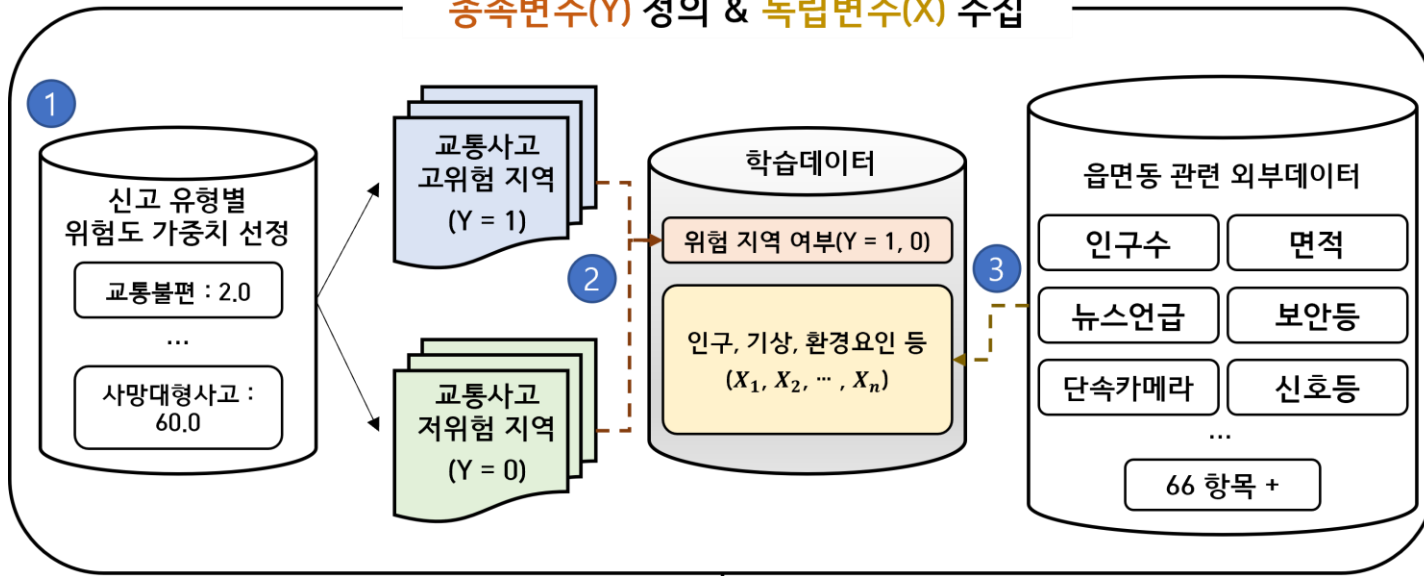 종속변수(Y) 정의 & 독립변수(X) 수집
1
신고 유형별
위험도 가중치 선정
교통불편 : 2.0
...
사망대형사고 :
60.0
교통사고
고위험 지역
(Y = 1)
교통사고
저위험 지역
(Y = 0)
2
학습데이터
위험 지역 여부(Y = 1, 0)
인구, 기상, 환경요인 등
(X₁, X₂, ⋯ , Xₙ)
3
읍면동 관련 외부데이터
인구수
면적
뉴스언급
보안등
단속카메라
신호등
...
66 항목 +